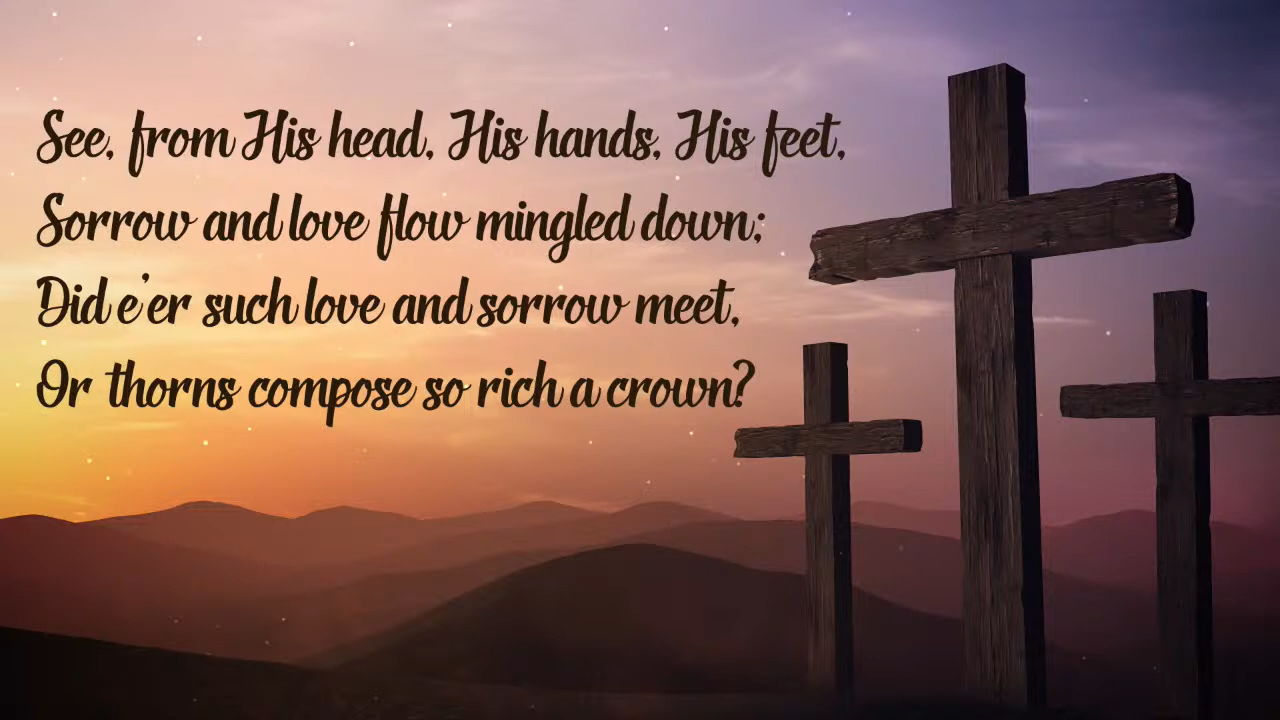 See, from His head, His hands, His feet,
Sorrow and love flow mingled down;
Did e'er such love and sorrow meet,
Or thorns compose so rich a crown?